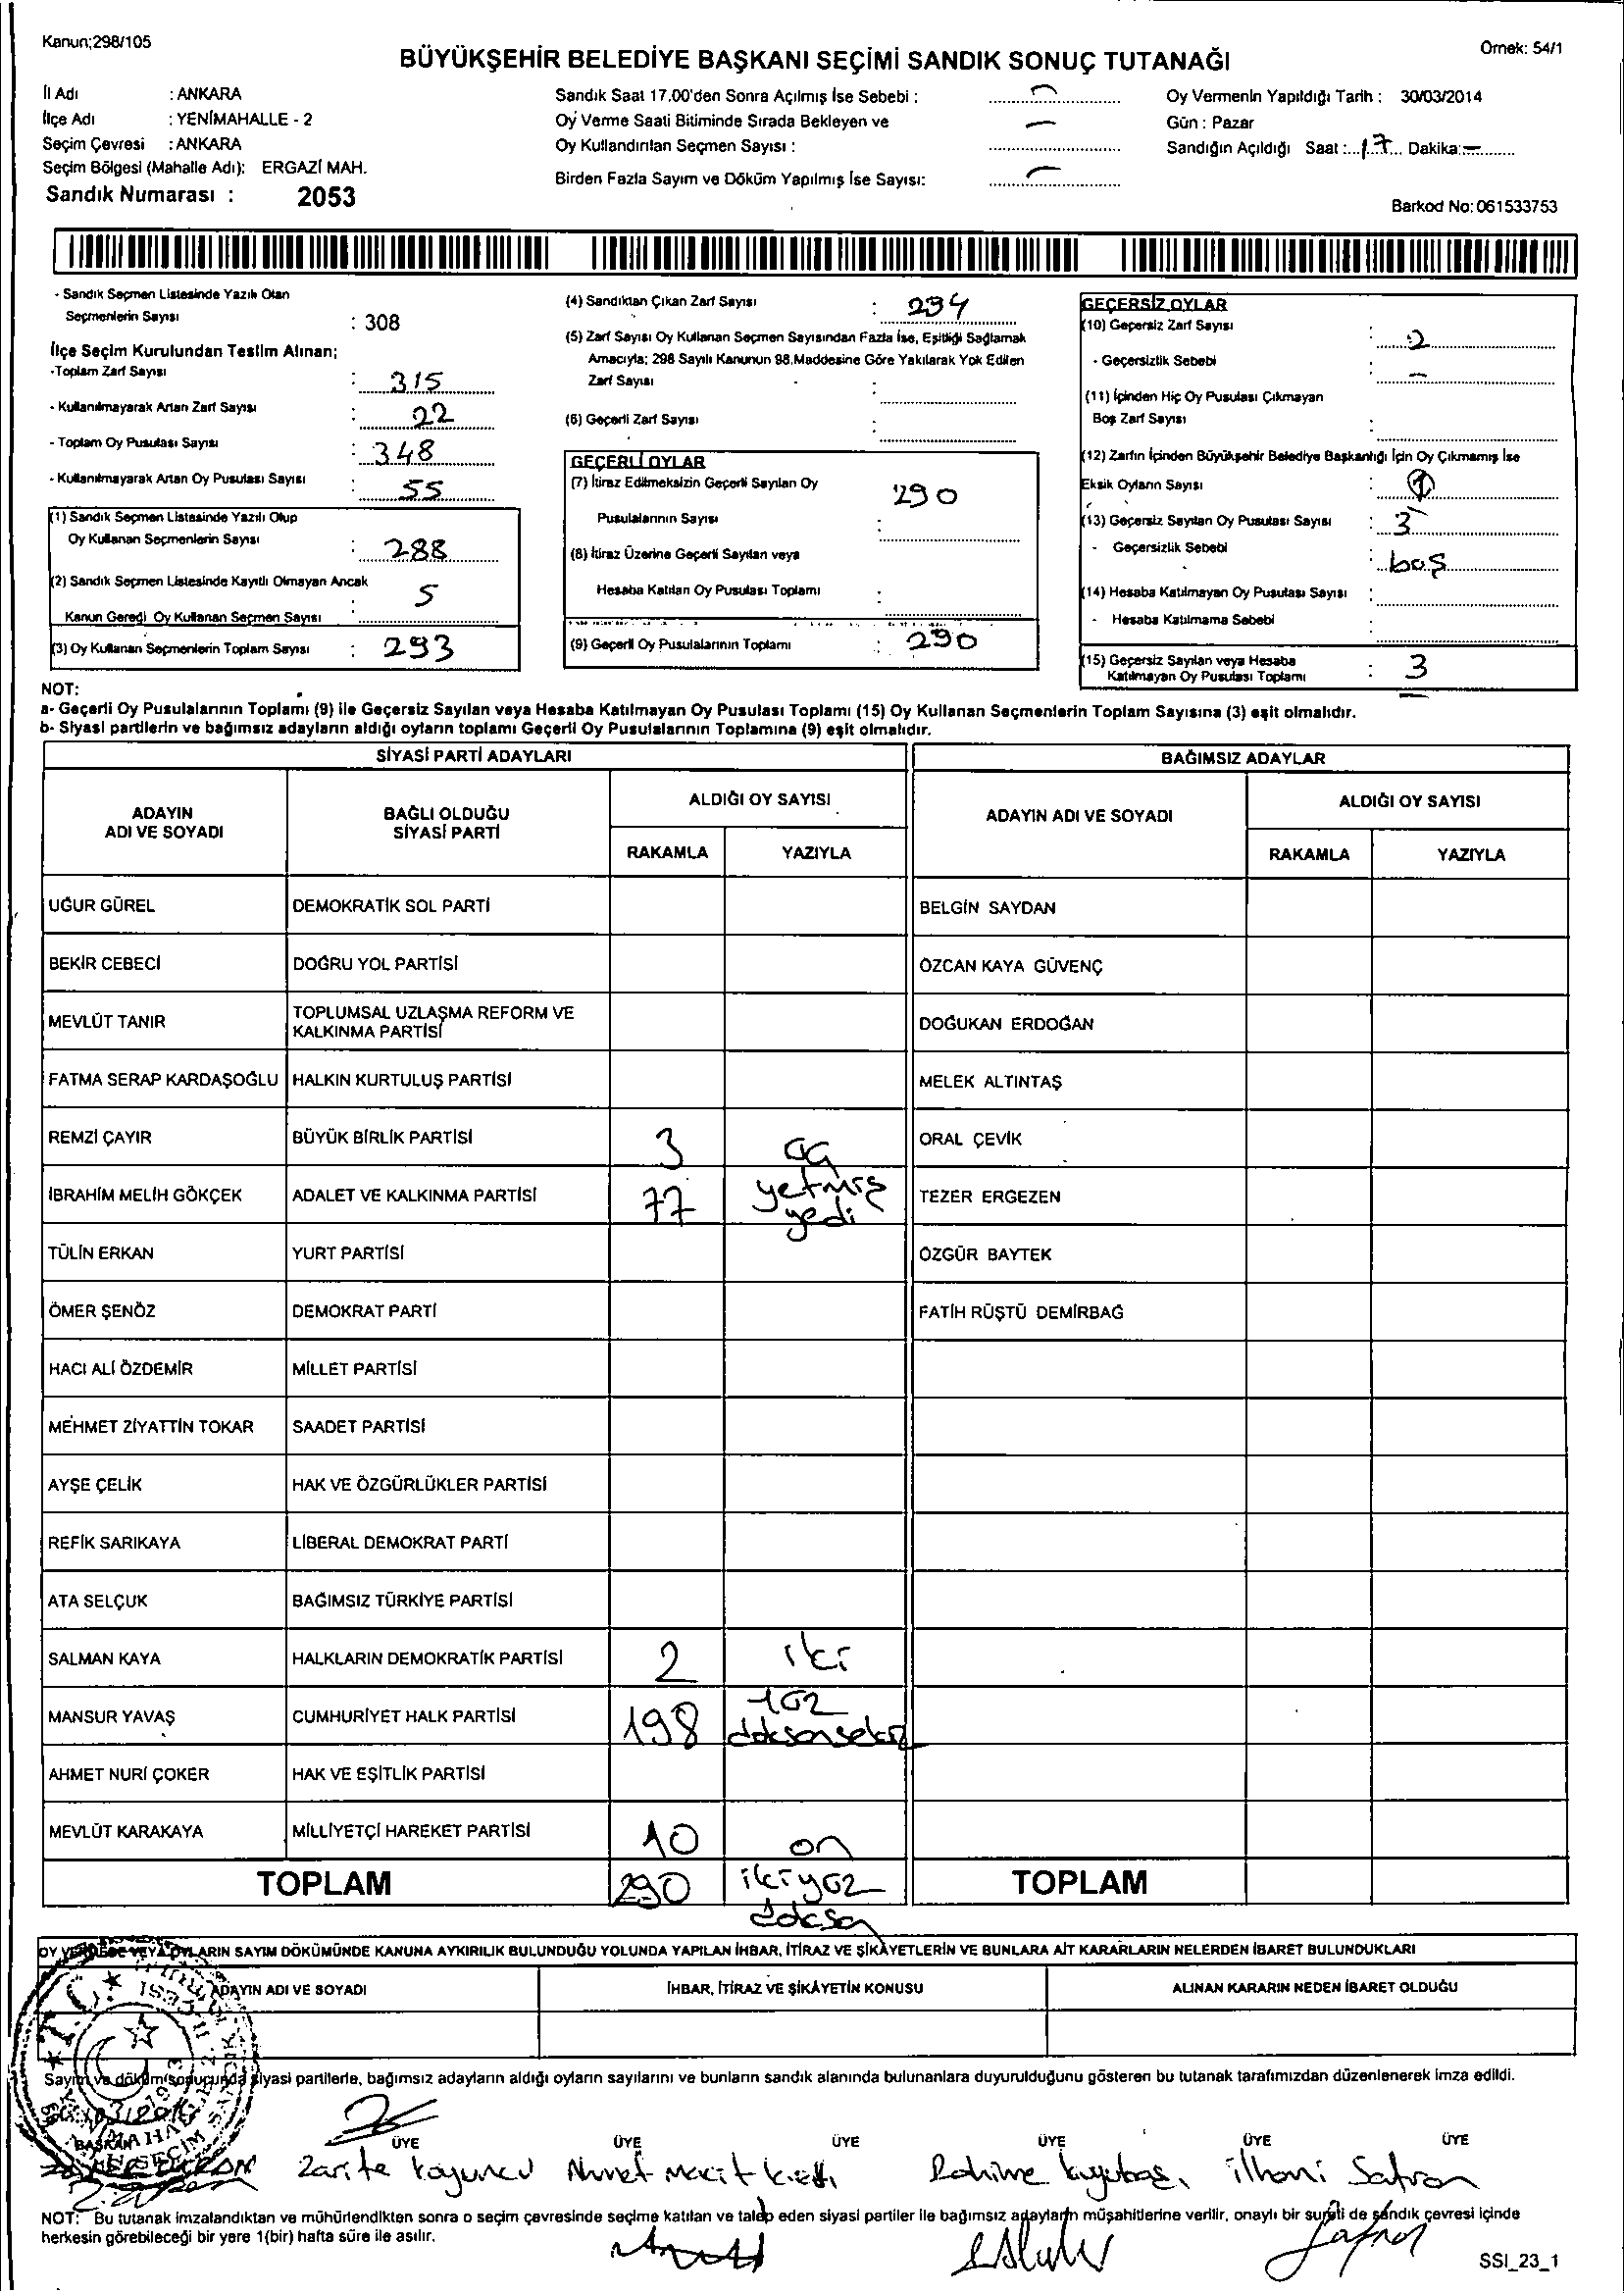 Kanun;298/105
Örnek: 54/1
BÜYÜKŞEHİR BELEDİYE BAŞKANI SEÇİMİ SANDIK SONUÇ TUTANAĞI
İl Adı : ANKARA
İlçe Adı : YENİMAHALLE - 2
Seçim Çevresi : ANKARA
Seçim Bölgesi (Mahalle Adı): ERGAZİ MAH.
Sandık Numarası : 2053
Sandık Saat 17.00'den Sonra Açılmış İse Sebebi : –
Oy Verme Saati Bitiminde Sırada Bekleyen ve –
Oy Kullandırılan Seçmen Sayısı :
Birden Fazla Sayım ve Döküm Yapılmış İse Sayısı: –
Oy Vermenin Yapıldığı Tarih : 30/03/2014
Gün : Pazar
Sandığın Açıldığı Saat : 17 Dakika: –
Barkod No: 061533753
- Sandık Seçmen Listesinde Yazılı Olan
Seçmenlerin Sayısı : 308
İlçe Seçim Kurulundan Teslim Alınan;
-Toplam Zarf Sayısı : 315
- Kullanılmayarak Artan Zarf Sayısı : 22
- Toplam Oy Pusulası Sayısı : 348
- Kullanılmayarak Artan Oy Pusulası Sayısı : 55
(1) Sandık Seçmen Listesinde Yazılı Olup
Oy Kullanan Seçmenlerin Sayısı : 288
(2) Sandık Seçmen Listesinde Kayıtlı Olmayan Ancak
Kanun Gereği Oy Kullanan Seçmen Sayısı : 5
(3) Oy Kullanan Seçmenlerin Toplam Sayısı : 293
(4) Sandıktan Çıkan Zarf Sayısı : 294
(5) Zarf Sayısı Oy Kullanan Seçmen Sayısından Fazla İse, Eşitliği Sağlamak
Amacıyla; 298 Sayılı Kanunun 98.Maddesine Göre Yakılarak Yok Edilen
Zarf Sayısı :
(6) Geçerli Zarf Sayısı :
GEÇERLİ OYLAR
(7) İtiraz Edilmeksizin Geçerli Sayılan Oy 290
Pusulalarının Sayısı :
(8) İtiraz Üzerine Geçerli Sayılan veya
Hesaba Katılan Oy Pusulası Toplamı :
(9) Geçerli Oy Pusulalarının Toplamı : 290
GEÇERSİZ OYLAR
(10) Geçersiz Zarf Sayısı : 2
- Geçersizlik Sebebi : –
(11) İçinden Hiç Oy Pusulası Çıkmayan
Boş Zarf Sayısı :
(12) Zarfın İçinden Büyükşehir Belediye Başkanlığı İçin Oy Çıkmamış İse
Eksik Oyların Sayısı : 1
(13) Geçersiz Sayılan Oy Pusulası Sayısı : 3
- Geçersizlik Sebebi : boş
(14) Hesaba Katılmayan Oy Pusulası Sayısı :
- Hesaba Katılmama Sebebi :
(15) Geçersiz Sayılan veya Hesaba
Katılmayan Oy Pusulası Toplamı : 3
NOT:
a- Geçerli Oy Pusulalarının Toplamı (9) ile Geçersiz Sayılan veya Hesaba Katılmayan Oy Pusulası Toplamı (15) Oy Kullanan Seçmenlerin Toplam Sayısına (3) eşit olmalıdır.
b- Siyasi partilerin ve bağımsız adayların aldığı oyların toplamı Geçerli Oy Pusulalarının Toplamına (9) eşit olmalıdır.
SİYASİ PARTİ ADAYLARI BAĞIMSIZ ADAYLAR
ADAYIN ADI VE SOYADI BAĞLI OLDUĞU SİYASİ PARTİ ALDIĞI OY SAYISI ADAYIN ADI VE SOYADI ALDIĞI OY SAYISI
RAKAMLA YAZIYLA RAKAMLA YAZIYLA
UĞUR GÜREL DEMOKRATİK SOL PARTİ BELGİN SAYDAN
BEKİR CEBECİ DOĞRU YOL PARTİSİ ÖZCAN KAYA GÜVENÇ
MEVLÜT TANIR TOPLUMSAL UZLAŞMA REFORM VE KALKINMA PARTİSİ DOĞUKAN ERDOĞAN
FATMA SERAP KARDAŞOĞLU HALKIN KURTULUŞ PARTİSİ MELEK ALTINTAŞ
REMZİ ÇAYIR BÜYÜK BİRLİK PARTİSİ 3 üç ORAL ÇEVİK
İBRAHİM MELİH GÖKÇEK ADALET VE KALKINMA PARTİSİ 77 yetmiş yedi TEZER ERGEZEN
TÜLİN ERKAN YURT PARTİSİ ÖZGÜR BAYTEK
ÖMER ŞENÖZ DEMOKRAT PARTİ FATİH RÜŞTÜ DEMİRBAĞ
HACI ALİ ÖZDEMİR MİLLET PARTİSİ
MEHMET ZİYATTİN TOKAR SAADET PARTİSİ
AYŞE ÇELİK HAK VE ÖZGÜRLÜKLER PARTİSİ
REFİK SARIKAYA LİBERAL DEMOKRAT PARTİ
ATA SELÇUK BAĞIMSIZ TÜRKİYE PARTİSİ
SALMAN KAYA HALKLARIN DEMOKRATİK PARTİSİ 2 iki
MANSUR YAVAŞ CUMHURİYET HALK PARTİSİ 198 yüz doksansekiz
AHMET NURİ ÇOKER HAK VE EŞİTLİK PARTİSİ
MEVLÜT KARAKAYA MİLLİYETÇİ HAREKET PARTİSİ 10 on
TOPLAM 290 ikiyüz doksan TOPLAM
OY VERMEDE VEYA OYLARIN SAYIM DÖKÜMÜNDE KANUNA AYKIRILIK BULUNDUĞU YOLUNDA YAPILAN İHBAR, İTİRAZ VE ŞİKAYETLERİN VE BUNLARA AİT KARARLARIN NELERDEN İBARET BULUNDUKLARI
ADAYIN ADI VE SOYADI İHBAR, İTİRAZ VE ŞİKÂYETİN KONUSU ALINAN KARARIN NEDEN İBARET OLDUĞU
Sayım ve döküm sonucunda siyasi partilerle, bağımsız adayların aldığı oyların sayılarını ve bunların sandık alanında bulunanlara duyurulduğunu gösteren bu tutanak tarafımızdan düzenlenerek imza edildi.
BAŞKAN ÜYE ÜYE ÜYE ÜYE ÜYE ÜYE
Zarife Koyuncu Nimet Macit Rahime ilhami Safran
NOT: Bu tutanak imzalandıktan ve mühürlendikten sonra o seçim çevresinde seçime katılan ve talep eden siyasi partiler ile bağımsız adayların müşahitlerine verilir, onaylı bir sureti de sandık çevresi içinde
herkesin görebileceği bir yere 1(bir) hafta süre ile asılır.
SSI_23_1